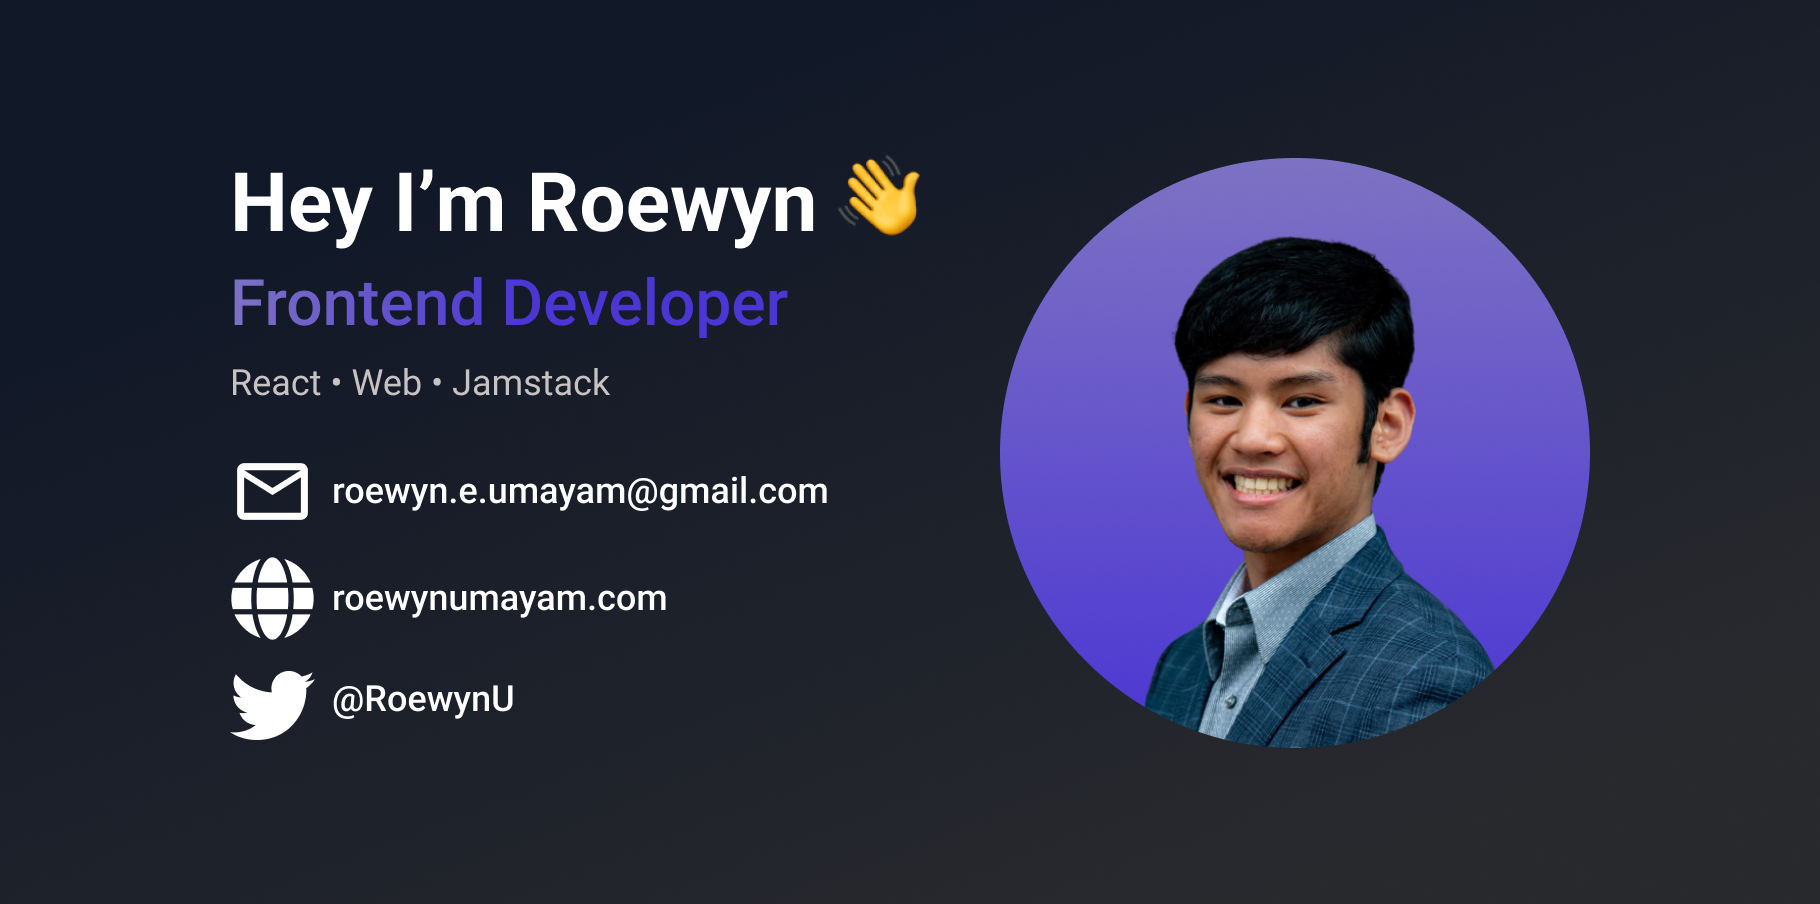 Hey I’m Roewyn 👋
Frontend Developer
React • Web • Jamstack
roewyn.e.umayam@gmail.com
roewynumayam.com
@RoewynU